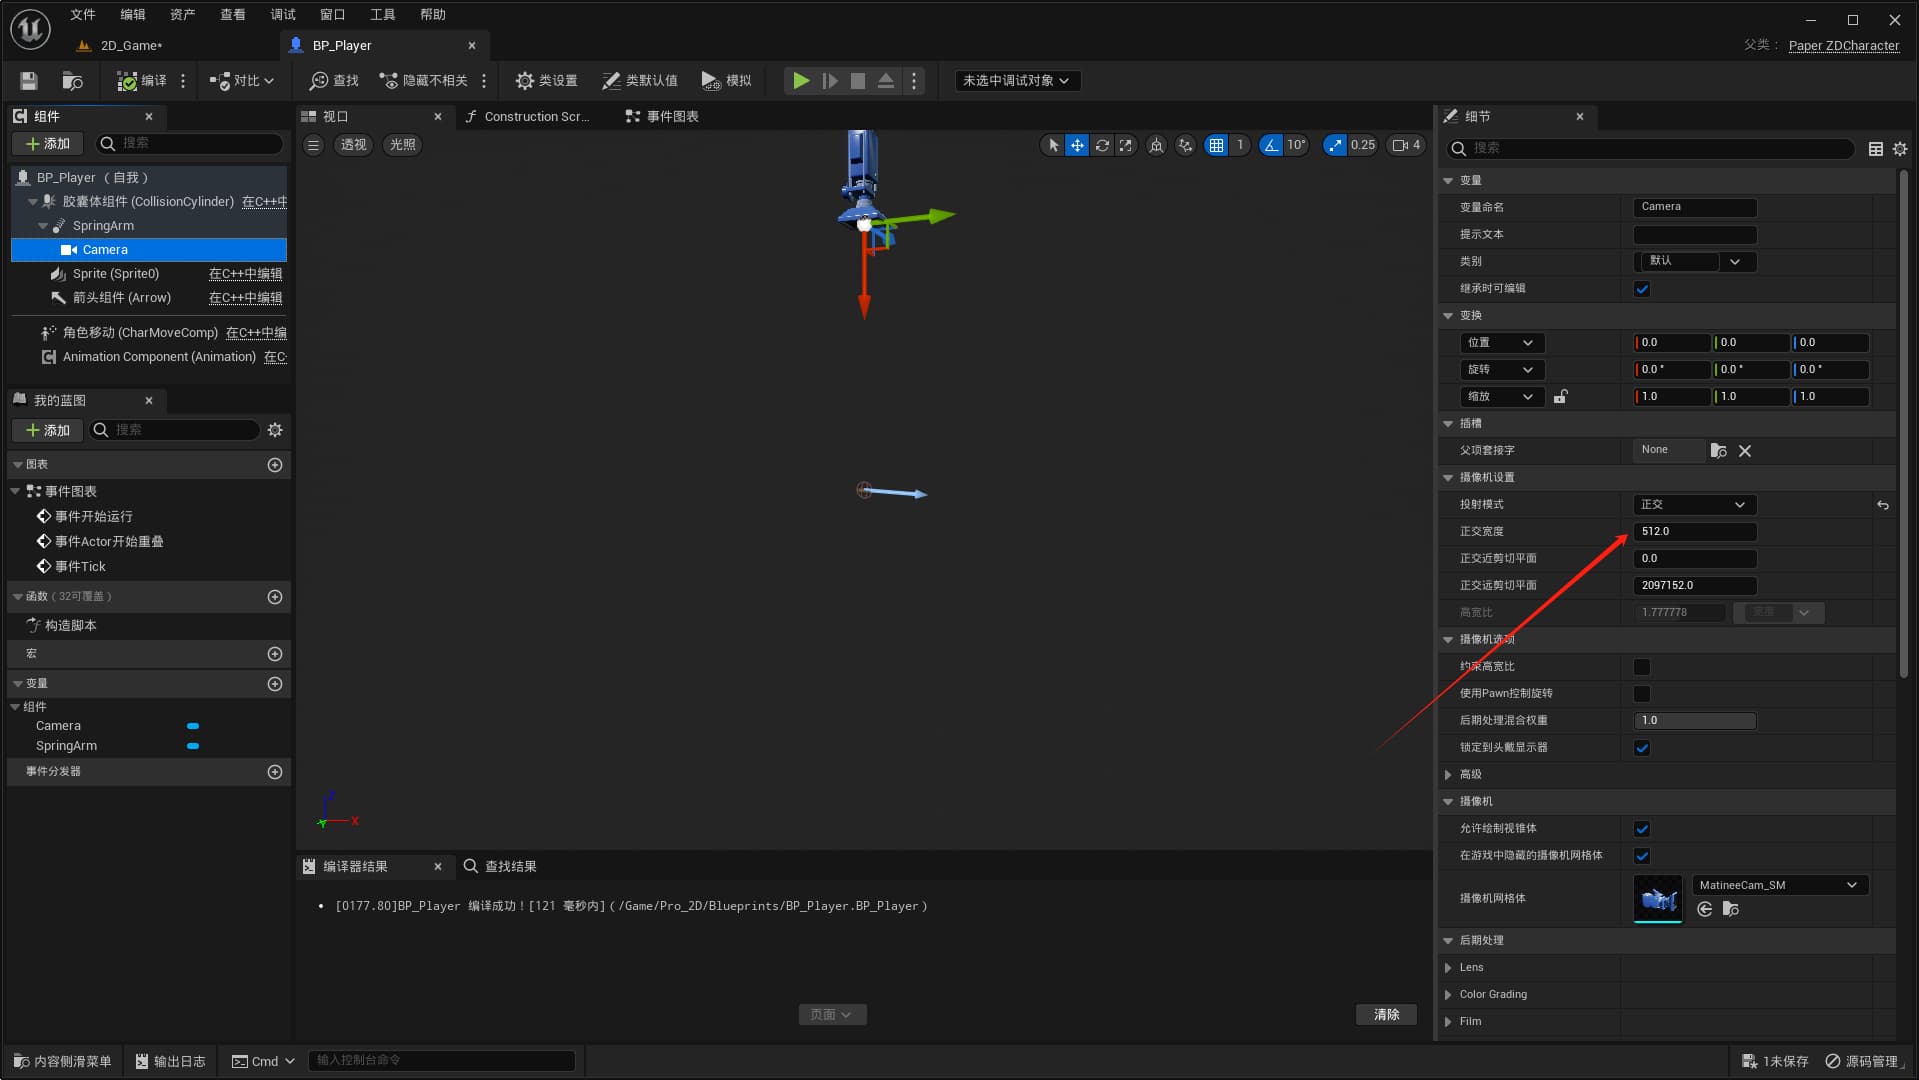 文件 编辑 资产 查看 调试 窗口 工具 帮助
2D_Game*
BP_Player
父类：
Paper ZDCharacter
编译
对比
查找
隐藏不相关
类设置
类默认值
模拟
未选中调试对象
组件
添加
搜索
BP_Player （自我）
胶囊体组件 (CollisionCylinder) 在C++中
SpringArm
Camera
Sprite (Sprite0) 在C++中编辑
箭头组件 (Arrow) 在C++中编辑
角色移动 (CharMoveComp) 在C++中编
Animation Component (Animation) 在C
我的蓝图
添加
搜索
图表
事件图表
事件开始运行
事件Actor开始重叠
事件Tick
函数（32可覆盖）
构造脚本
宏
变量
组件
Camera
SpringArm
事件分发器
视口
Construction Scr...
事件图表
透视
光照
1
10°
0.25
4
Z
Y
X
编译器结果
查找结果
• [0177.80]BP_Player 编译成功！[121 毫秒内]（/Game/Pro_2D/Blueprints/BP_Player.BP_Player）
页面
清除
细节
搜索
变量
变量命名 Camera
提示文本
类别 默认
继承时可编辑
变换
位置 0.0 0.0 0.0
旋转 0.0 ° 0.0 ° 0.0 °
缩放 1.0 1.0 1.0
插槽
父项套接字 None
摄像机设置
投射模式 正交
正交宽度 512.0
正交近剪切平面 0.0
正交远剪切平面 2097152.0
高宽比 1.777778 宽度
摄像机选项
约束高宽比
使用Pawn控制旋转
后期处理混合权重 1.0
锁定到头戴显示器
高级
摄像机
允许绘制视锥体
在游戏中隐藏的摄像机网格体
摄像机网格体 MatineeCam_SM
后期处理
Lens
Color Grading
Film
内容侧滑菜单
输出日志
Cmd
输入控制台命令
1未保存
源码管理